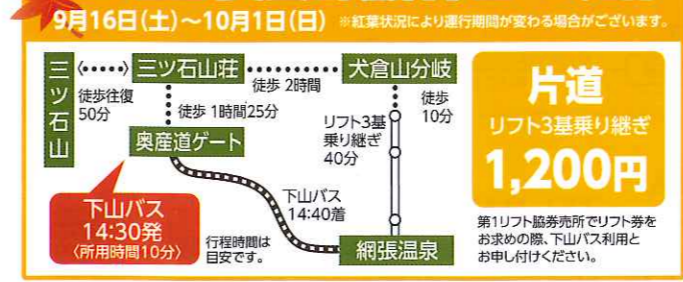 9月16日(土)~10月1日(日) ※紅葉状況により運行期間が変わる場合がございます。
三ツ石山
徒歩往復
50分
三ツ石山荘
徒歩 2時間
犬倉山分岐
徒歩 1時間25分
徒歩
10分
奥産道ゲート
リフト3基
乗り継ぎ
40分
下山バス
14:40着
下山バス
14:30発
〈所用時間10分〉
行程時間は
目安です。
網張温泉
片道
リフト3基乗り継ぎ
1,200円
第1リフト脇券売所でリフト券を
お求めの際、下山バス利用と
お申し付けください。